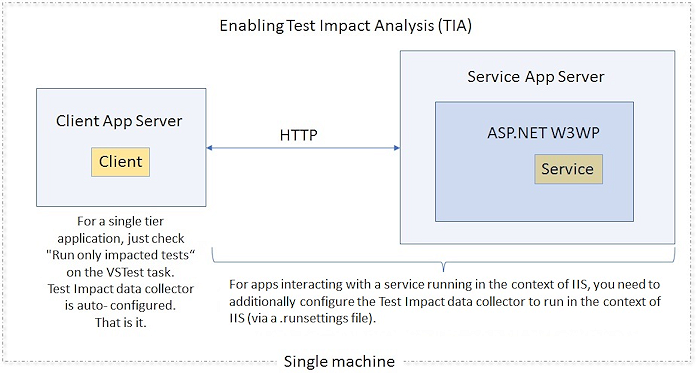 Enabling Test Impact Analysis (TIA)
Service App Server
Client App Server
HTTP
ASP.NET W3WP
Client
Service
For a single tier
application, just check
"Run only impacted tests“
on the VSTest task.
Test Impact data collector
is auto- configured.
That is it.
For apps interacting with a service running in the context of IIS, you need to
additionally configure the Test Impact data collector to run in the context of
IIS (via a .runsettings file).
Single machine